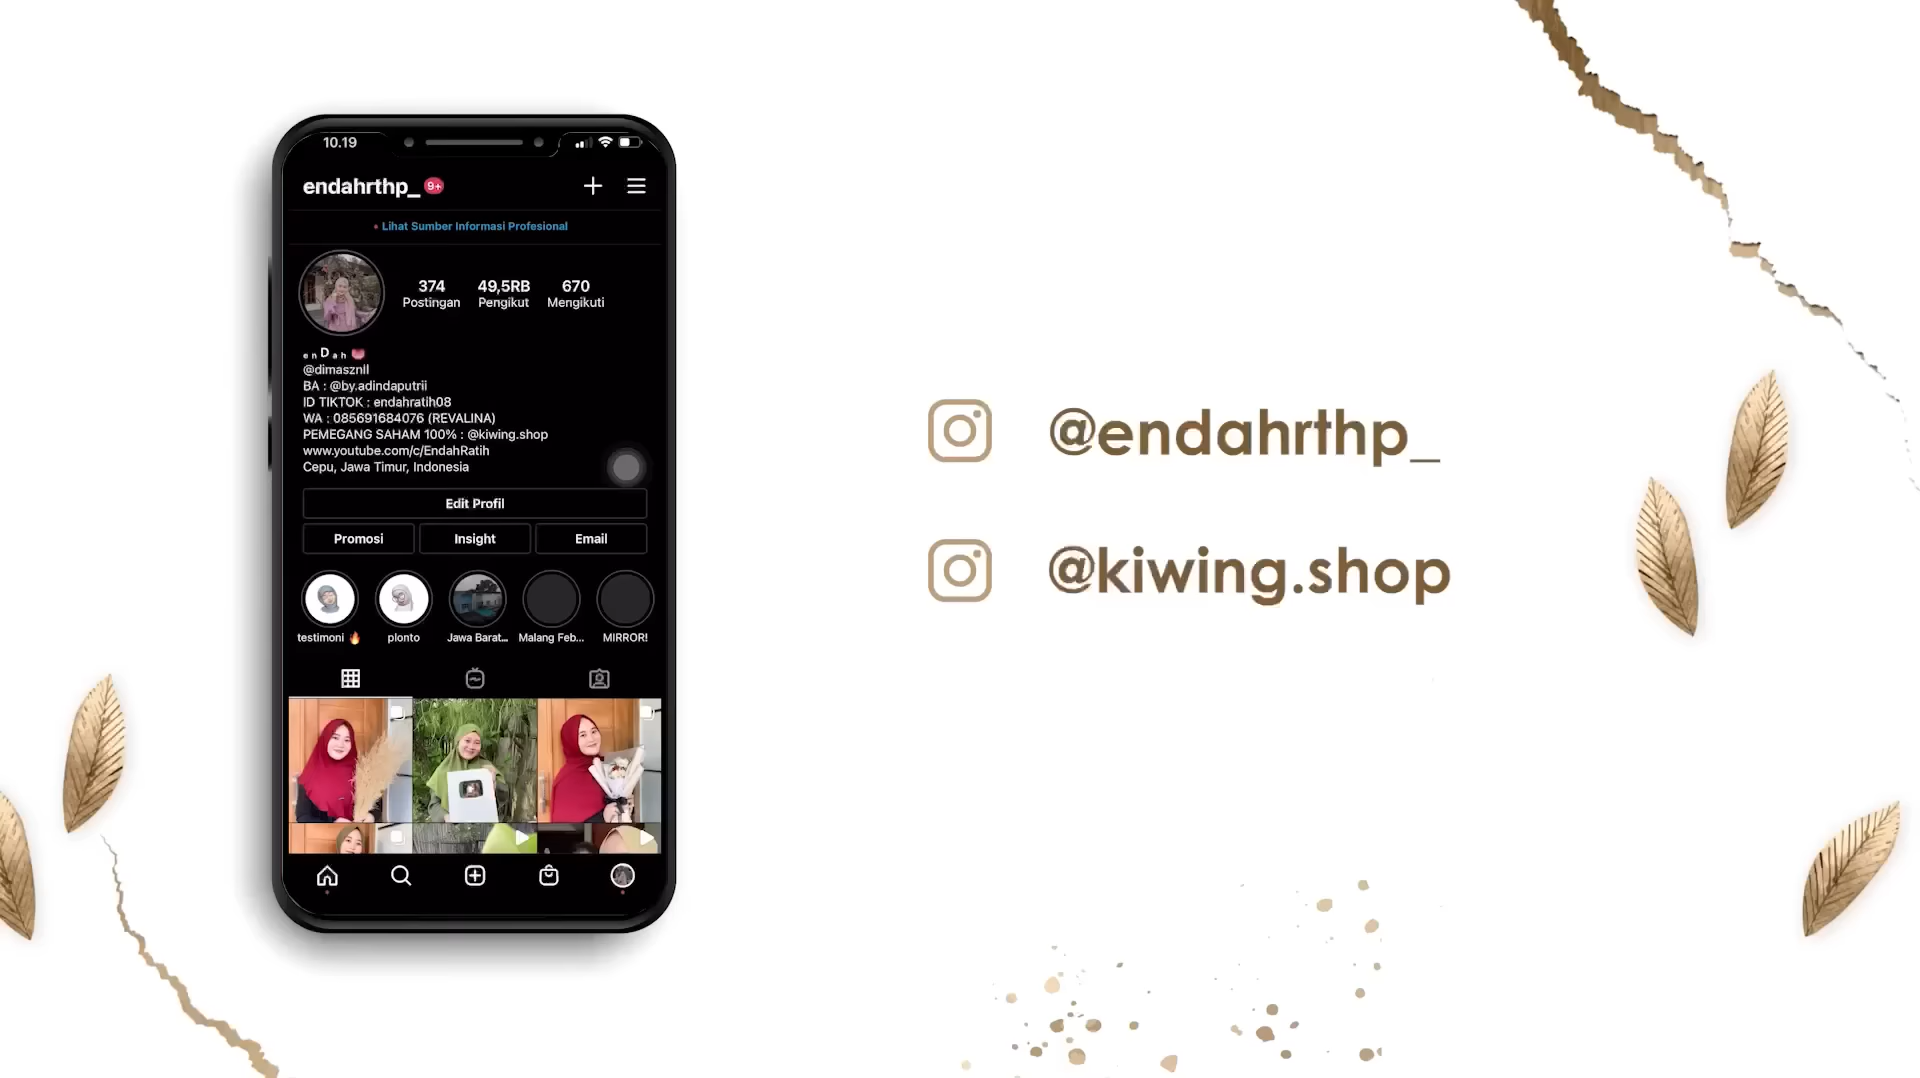 10.19
endahrthp_ 9+
Lihat Sumber Informasi Profesional
374 49,5RB 670
Postingan Pengikut Mengikuti
enDah
@dimasznll
BA : @by.adindaputrii
ID TIKTOK : endahratih08
WA : 085691684076 (REVALINA)
PEMEGANG SAHAM 100% : @kiwing.shop
www.youtube.com/c/EndahRatih
Cepu, Jawa Timur, Indonesia
Edit Profil
Promosi Insight Email
testimoni 🔥 plonto Jawa Barat... Malang Feb... MIRROR!
@endahrthp_
@kiwing.shop